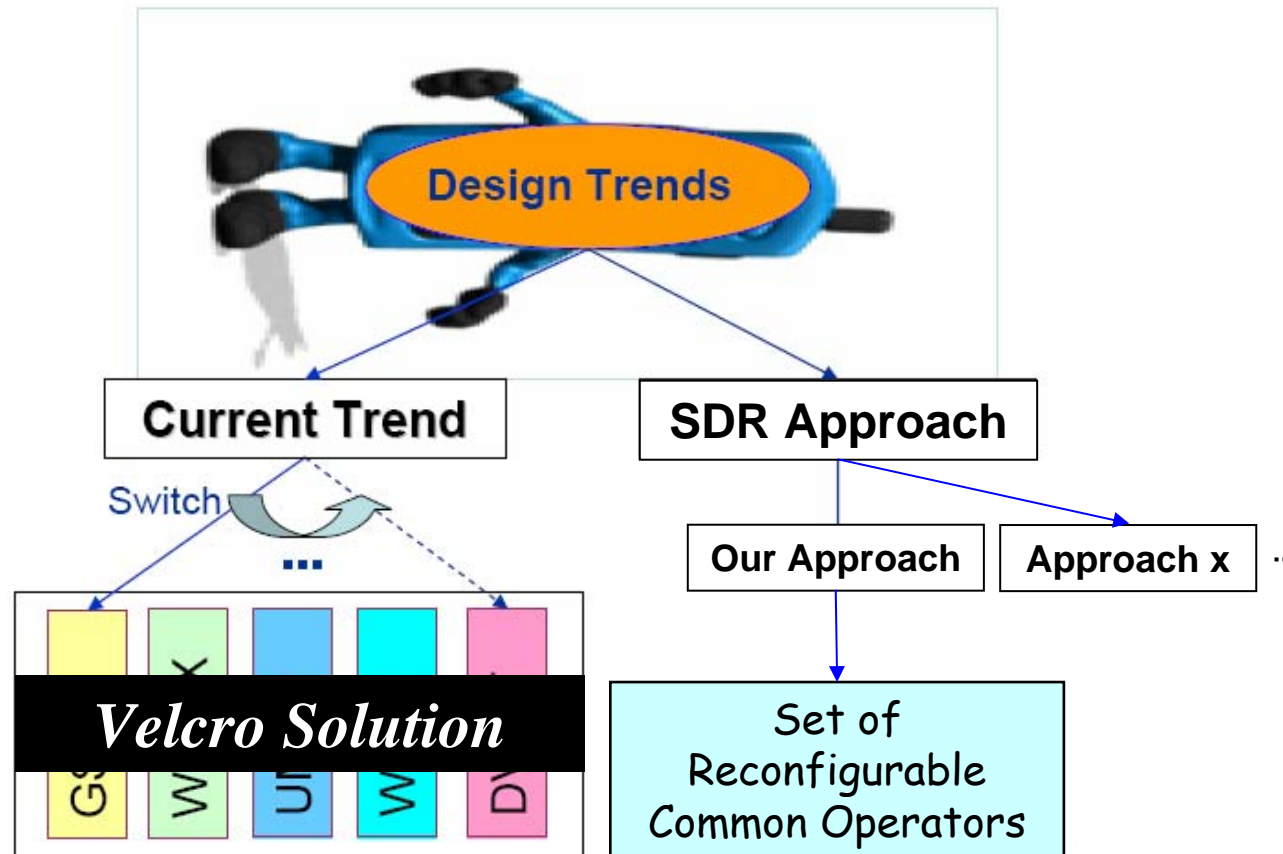 Design Trends
Current Trend
SDR Approach
Switch
...
Our Approach
Approach x
Velcro Solution
Set of
Reconfigurable
Common Operators